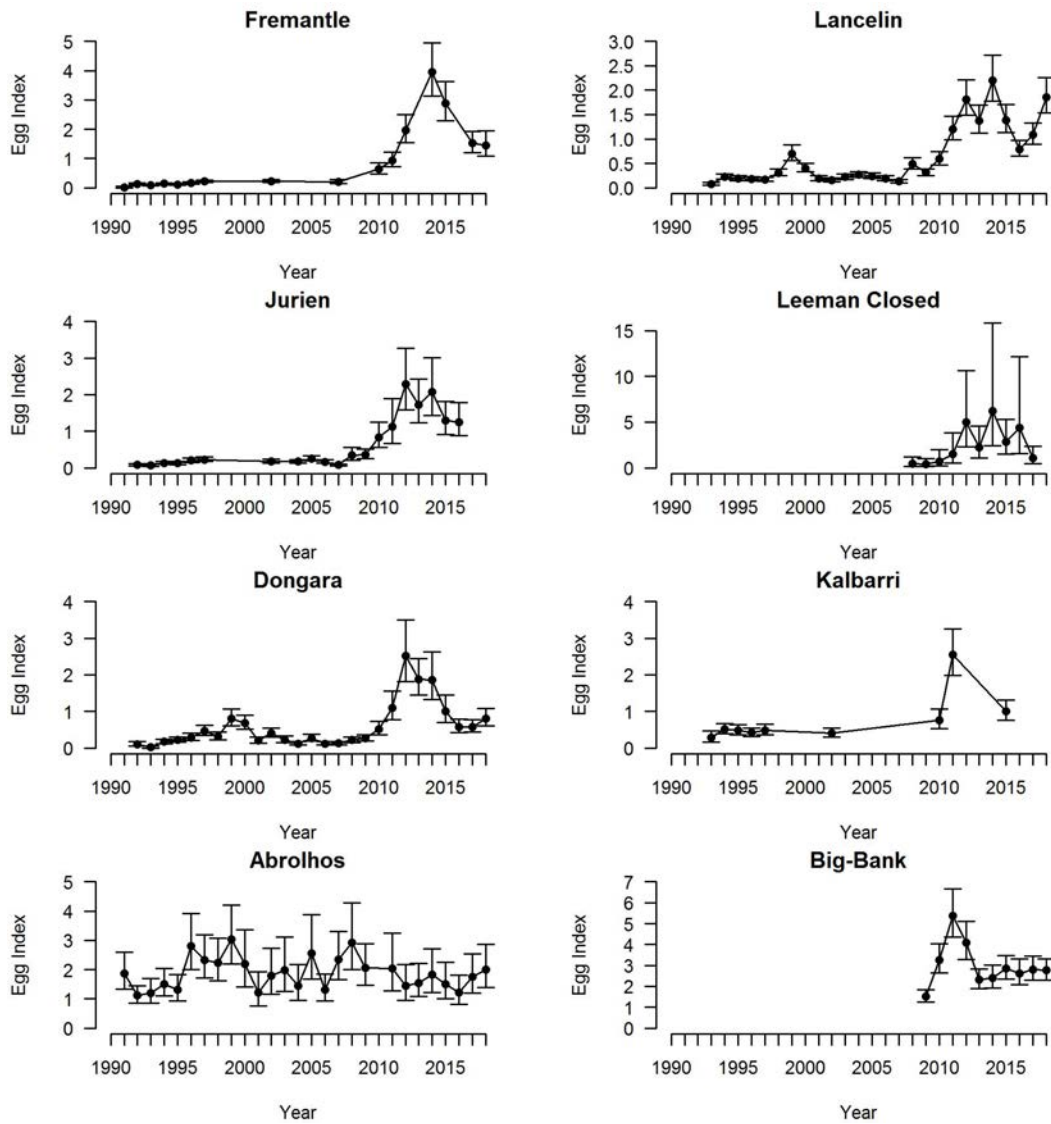 Fremantle
Egg Index
5
4
3
2
1
0
1990 1995 2000 2005 2010 2015
Year
Lancelin
Egg Index
3.0
2.5
2.0
1.5
1.0
0.5
0.0
1990 1995 2000 2005 2010 2015
Year
Jurien
Egg Index
4
3
2
1
0
1990 1995 2000 2005 2010 2015
Year
Leeman Closed
Egg Index
15
10
5
0
1990 1995 2000 2005 2010 2015
Year
Dongara
Egg Index
4
3
2
1
0
1990 1995 2000 2005 2010 2015
Year
Kalbarri
Egg Index
4
3
2
1
0
1990 1995 2000 2005 2010 2015
Year
Abrolhos
Egg Index
5
4
3
2
1
0
1990 1995 2000 2005 2010 2015
Year
Big-Bank
Egg Index
7
6
5
4
3
2
1
0
1990 1995 2000 2005 2010 2015
Year